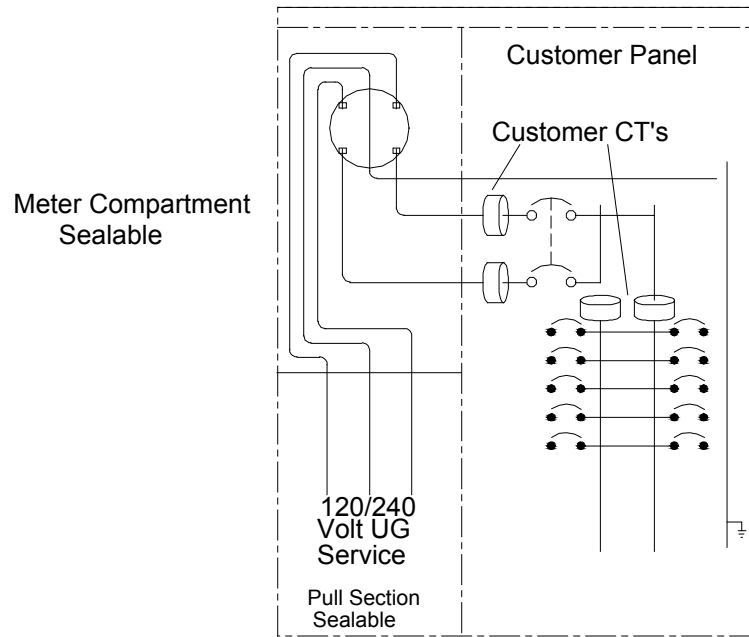 Customer Panel
Customer CT's
Meter Compartment
Sealable
120/240
Volt UG
Service
Pull Section
Sealable